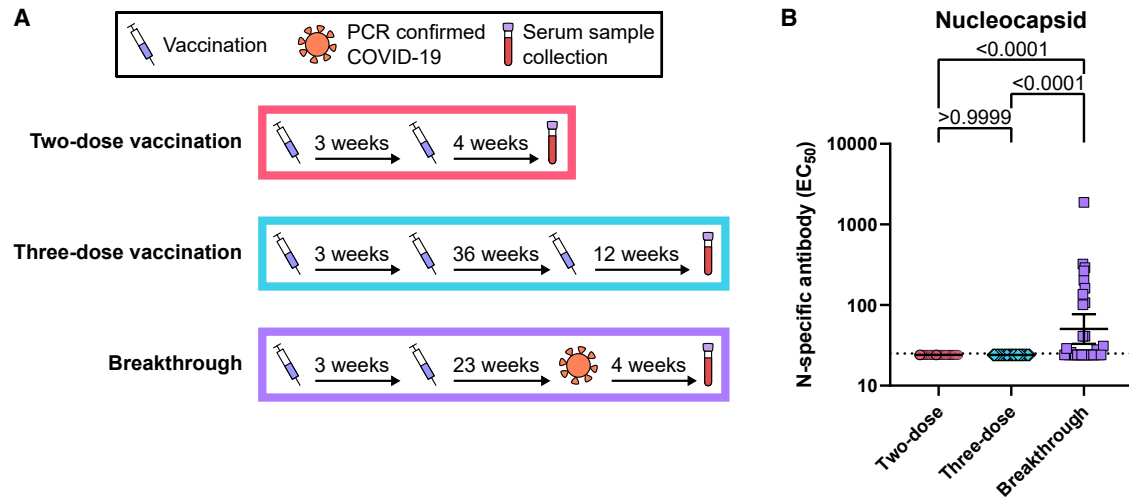 A
Vaccination
PCR confirmed
COVID-19
Serum sample
collection
Two-dose vaccination
3 weeks
4 weeks
Three-dose vaccination
3 weeks
36 weeks
12 weeks
Breakthrough
3 weeks
23 weeks
4 weeks
B
Nucleocapsid
<0.0001
<0.0001
>0.9999
N-specific antibody (EC50)
10000
1000
100
10
Two-dose
Three-dose
Breakthrough